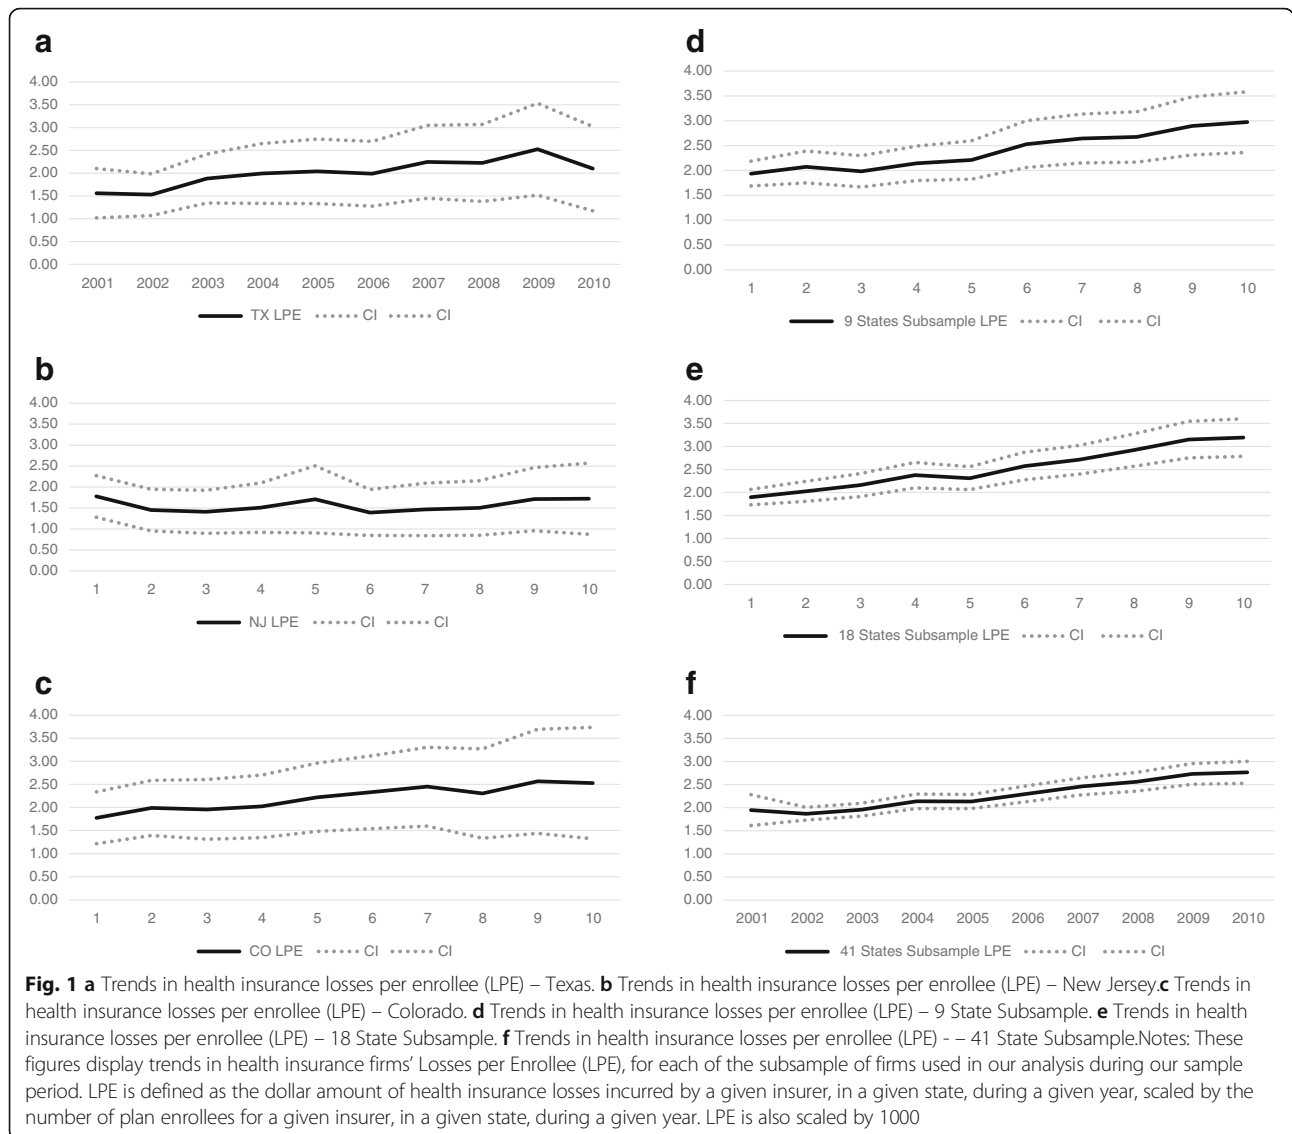 a
4.00
3.50
3.00
2.50
2.00
1.50
1.00
0.50
0.00
2001 2002 2003 2004 2005 2006 2007 2008 2009 2010
TX LPE CI CI
b
4.00
3.50
3.00
2.50
2.00
1.50
1.00
0.50
0.00
1 2 3 4 5 6 7 8 9 10
NJ LPE CI CI
c
4.00
3.50
3.00
2.50
2.00
1.50
1.00
0.50
0.00
1 2 3 4 5 6 7 8 9 10
CO LPE CI CI
d
4.00
3.50
3.00
2.50
2.00
1.50
1.00
0.50
0.00
1 2 3 4 5 6 7 8 9 10
9 States Subsample LPE CI CI
e
4.00
3.50
3.00
2.50
2.00
1.50
1.00
0.50
0.00
1 2 3 4 5 6 7 8 9 10
18 States Subsample LPE CI CI
f
4.00
3.50
3.00
2.50
2.00
1.50
1.00
0.50
0.00
2001 2002 2003 2004 2005 2006 2007 2008 2009 2010
41 States Subsample LPE CI CI
Fig. 1 a Trends in health insurance losses per enrollee (LPE) – Texas. b Trends in health insurance losses per enrollee (LPE) – New Jersey.c Trends in
health insurance losses per enrollee (LPE) – Colorado. d Trends in health insurance losses per enrollee (LPE) – 9 State Subsample. e Trends in health
insurance losses per enrollee (LPE) – 18 State Subsample. f Trends in health insurance losses per enrollee (LPE) - – 41 State Subsample.Notes: These
figures display trends in health insurance firms' Losses per Enrollee (LPE), for each of the subsample of firms used in our analysis during our sample
period. LPE is defined as the dollar amount of health insurance losses incurred by a given insurer, in a given state, during a given year, scaled by the
number of plan enrollees for a given insurer, in a given state, during a given year. LPE is also scaled by 1000